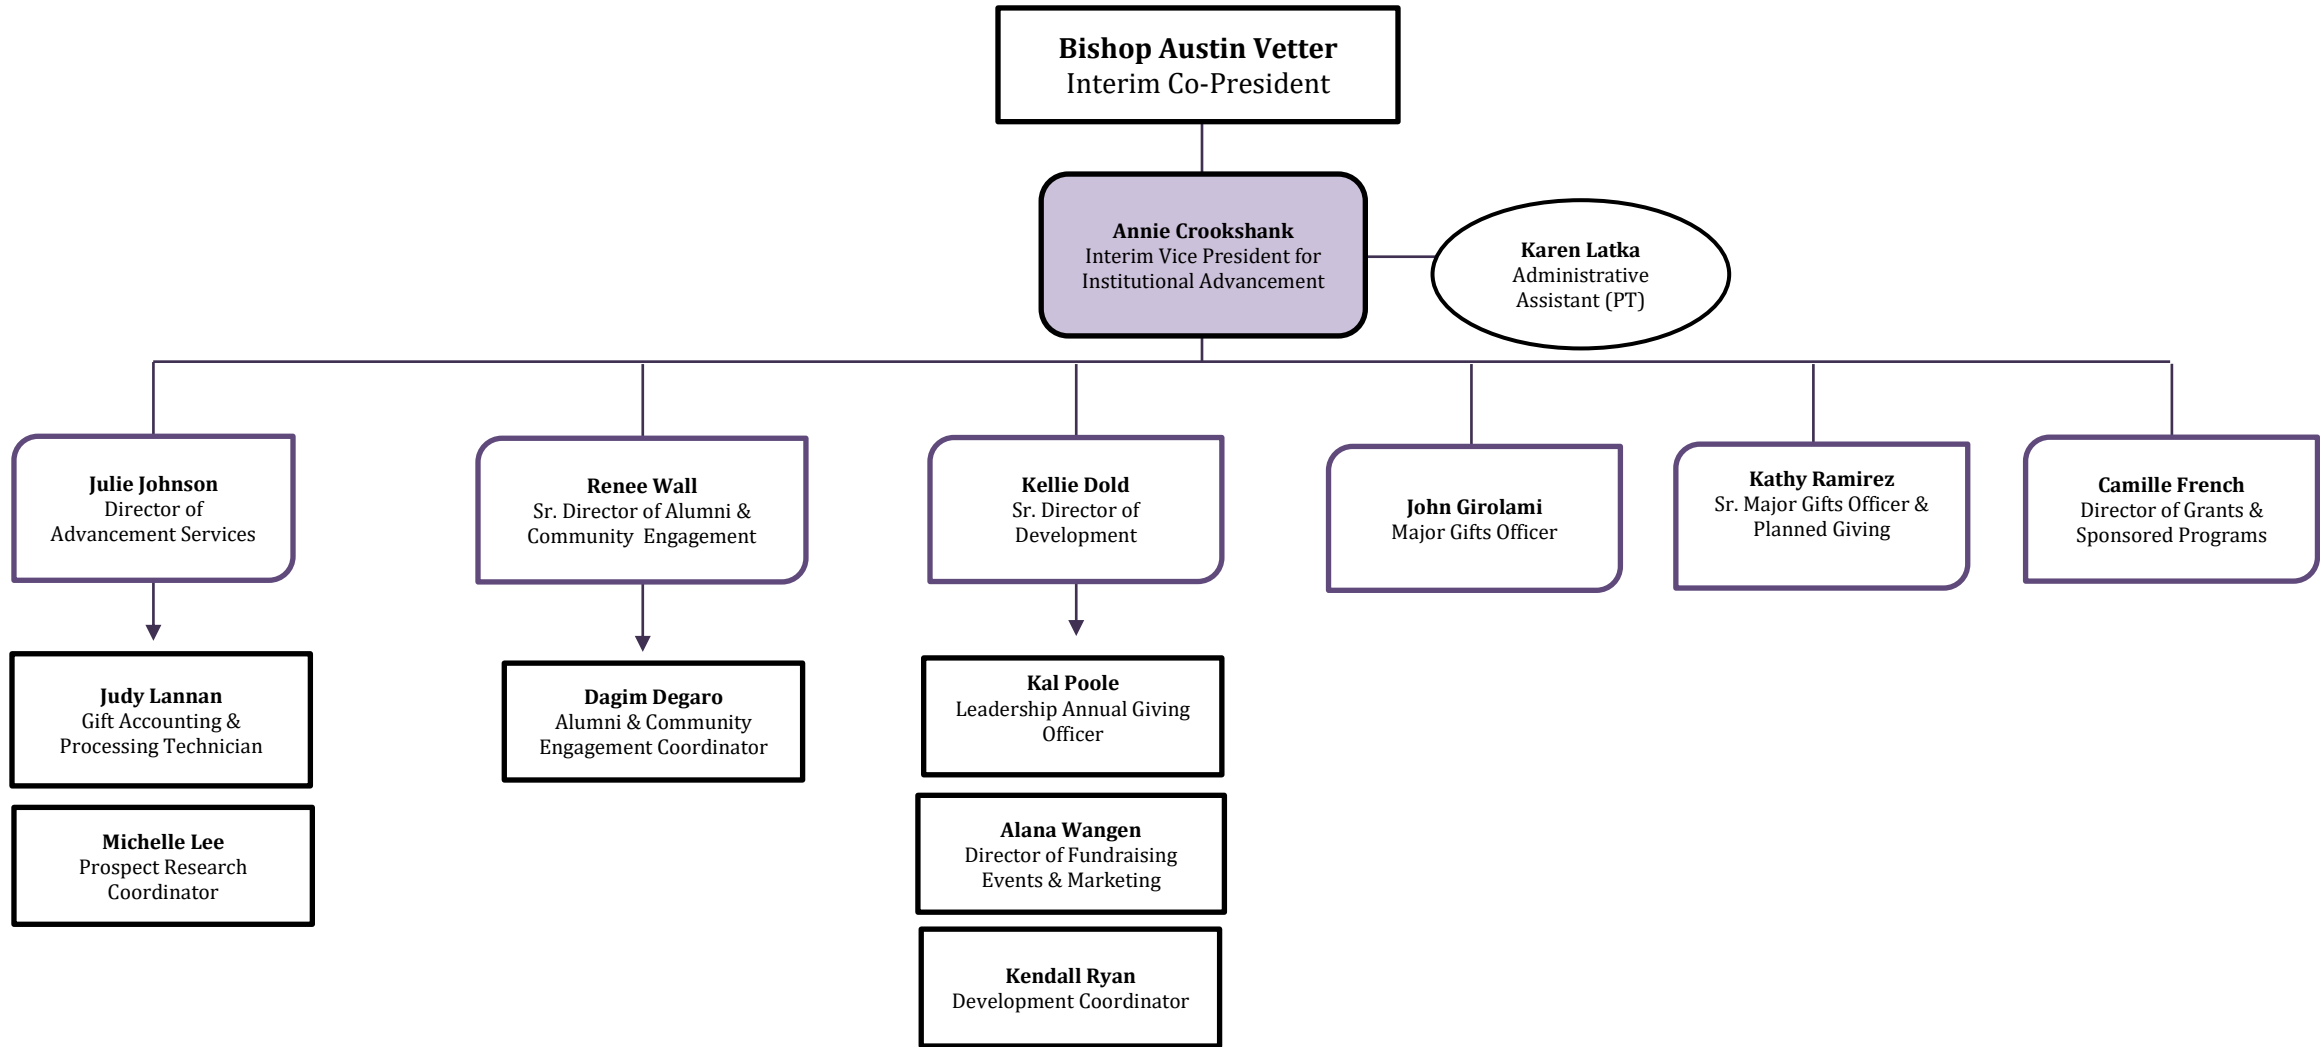 Bishop Austin Vetter
Interim Co-President
Annie Crookshank
Interim Vice President for
Institutional Advancement
Karen Latka
Administrative
Assistant (PT)
Julie Johnson
Director of
Advancement Services
Renee Wall
Sr. Director of Alumni &
Community  Engagement
Kellie Dold
Sr. Director of
Development
John Girolami
Major Gifts Officer
Kathy Ramirez
Sr. Major Gifts Officer &
Planned Giving
Camille French
Director of Grants &
Sponsored Programs
Judy Lannan
Gift Accounting &
Processing Technician
Dagim Degaro
Alumni & Community
Engagement Coordinator
Kal Poole
Leadership Annual Giving
Officer
Michelle Lee
Prospect Research
Coordinator
Alana Wangen
Director of Fundraising
Events & Marketing
Kendall Ryan
Development Coordinator